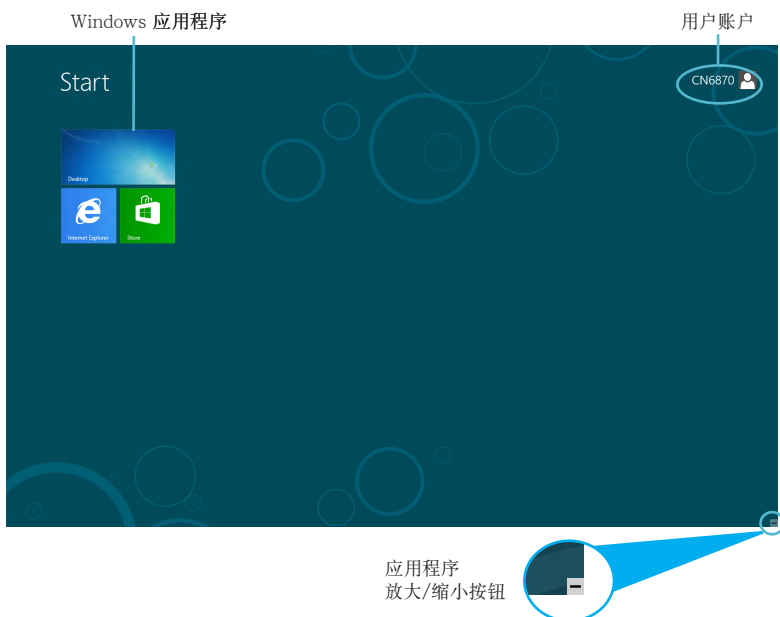 Windows 应用程序
用户账户
Start
CN6870
Desktop
Internet Explorer
Store
应用程序
放大/缩小按钮